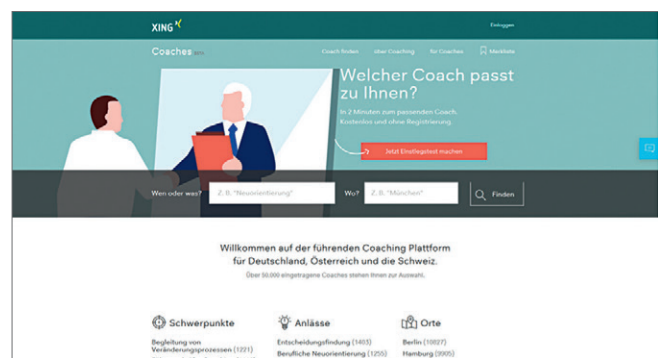 XING
Einloggen
Coaches
Coach finden über Coaching für Coaches Merkliste
Welcher Coach passt
zu Ihnen?
In 2 Minuten zum passenden Coach.
Kostenlos und ohne Registrierung.
Jetzt Einstiegstest machen
Wen oder was? Z. B. "Neuorientierung" Wo? Z. B. "München" Finden
Willkommen auf der führenden Coaching Plattform
für Deutschland, Österreich und die Schweiz.
Über 30.000 eingetragene Coaches stehen Ihnen zur Auswahl.
Schwerpunkte Anlässe Orte
Begleitung von
Veränderungsprozessen (1221)
Entscheidungsfindung (1403)
Berufliche Neuorientierung (1255)
Berlin (10827)
Hamburg (9005)